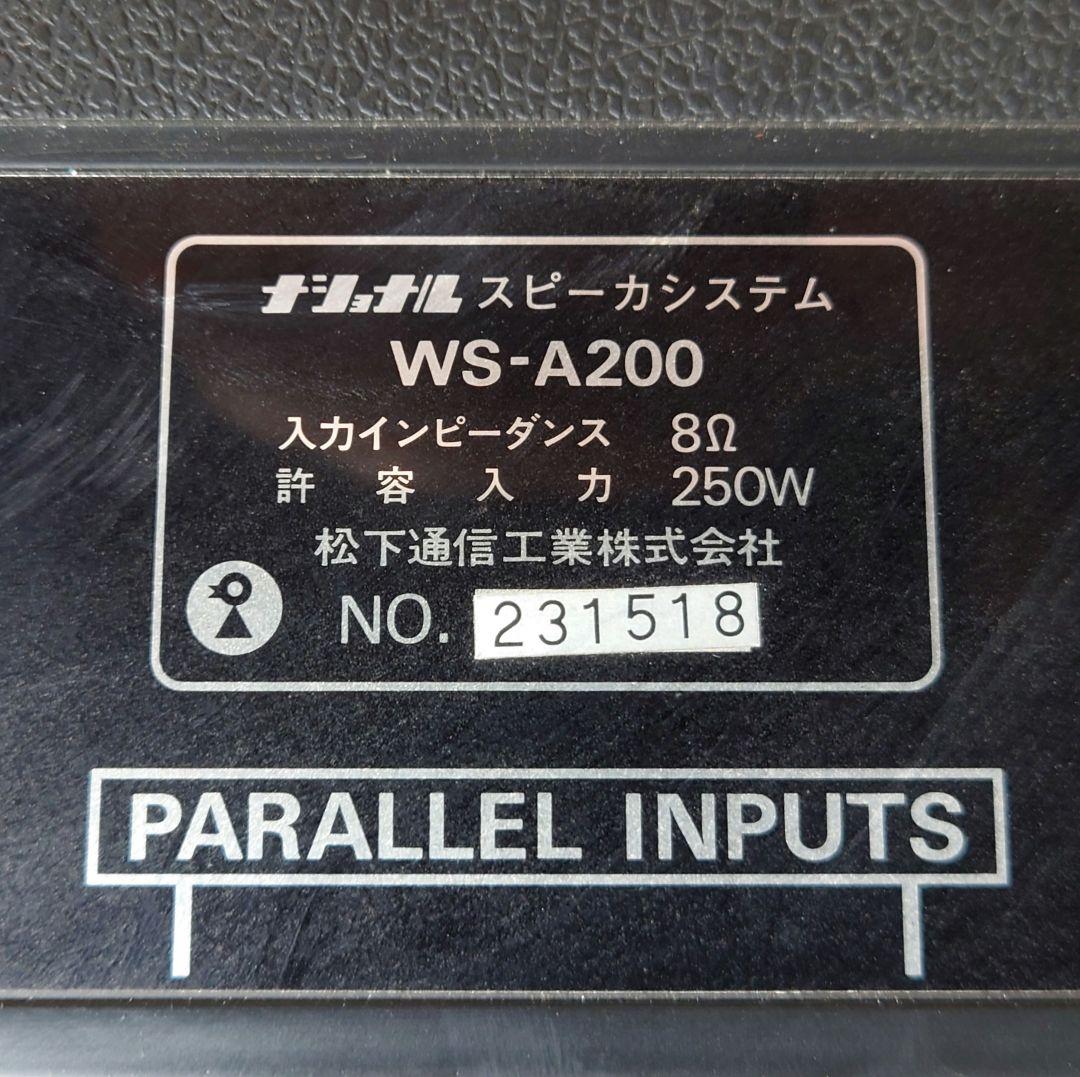 ナショナル スピーカシステム
WS-A200
入力インピーダンス 8Ω
許容入力 250W
松下通信工業株式会社
NO. 231518
PARALLEL INPUTS